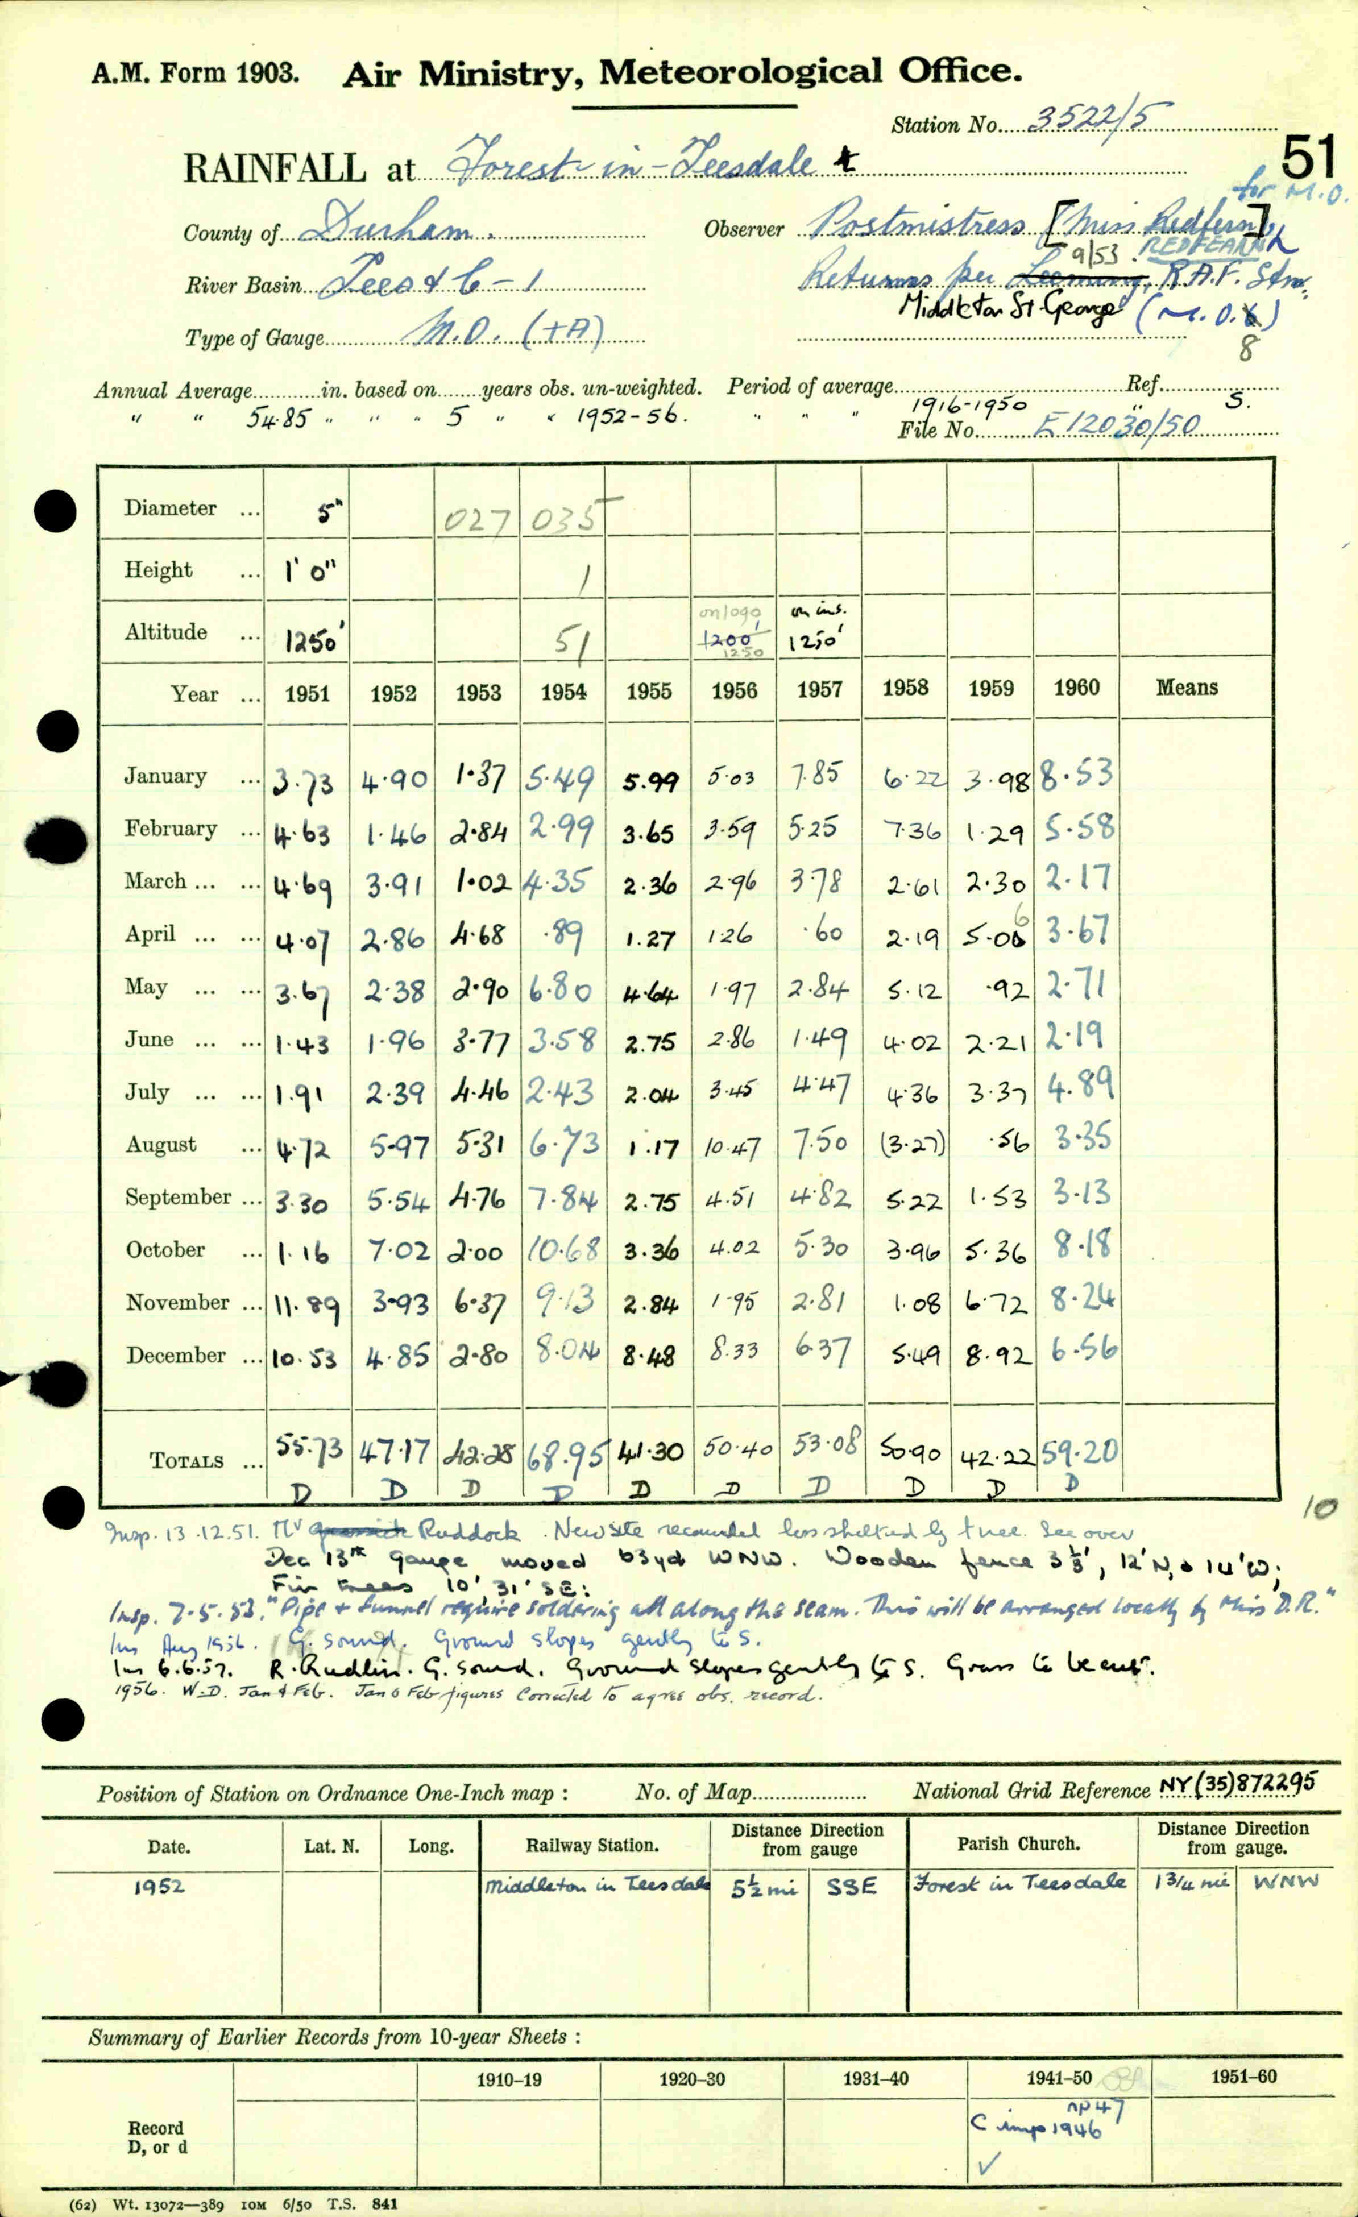 A.M. Form 1903. Air Ministry, Meteorological Office.
Station No. 3522/5
51
RAINFALL at Forest-in-Teesdale
for M.O.
County of Durham. Observer Postmistress [Miss Redfern]
9/53. REDFEARN
River Basin Tees & C-1 Returns per Leeming, R.A.F. Stn.
Middleton St George (M.O.6)
8
Type of Gauge M.O. (+A)
Annual Average in. based on years obs. un-weighted. Period of average Ref.
" " 54.85 " " " 5 " " 1952-56. " " " 1916-1950 " S.
File No. E12030/50
Diameter ... 5" 027 035
Height ... 1' 0" 1
on ins.
Altitude ... 1250' 51 1200' 1250 1250'
Year ... 1951 1952 1953 1954 1955 1956 1957 1958 1959 1960 Means
January ... 3.73 4.90 1.37 5.49 5.99 5.03 7.85 6.22 3.98 8.53
February ... 4.63 1.46 2.84 2.99 3.65 3.59 5.25 7.36 1.29 5.58
March ... ... 4.69 3.91 1.02 4.35 2.36 2.96 3.78 2.61 2.30 2.17
April ... ... 4.07 2.86 4.68 .89 1.27 1.26 .60 2.19 5.06 3.67
May ... ... 3.67 2.38 2.90 6.80 4.64 1.97 2.84 5.12 .92 2.71
June ... ... 1.43 1.96 3.77 3.58 2.75 2.86 1.49 4.02 2.21 2.19
July ... ... 1.91 2.39 4.46 2.43 2.04 3.45 4.47 4.36 3.37 4.89
August ... 4.72 5.97 5.31 6.73 1.17 10.47 7.50 (3.27) .56 3.35
September ... 3.30 5.54 4.76 7.84 2.75 4.51 4.82 5.22 1.53 3.13
October ... 1.16 7.02 2.00 10.68 3.36 4.02 5.30 3.96 5.36 8.18
November ... 11.89 3.93 6.37 9.13 2.84 1.95 2.81 1.08 6.72 8.24
December ... 10.53 4.85 2.80 8.04 8.48 8.33 6.37 5.49 8.92 6.56
TOTALS ... 55.73 47.17 42.28 68.95 41.30 50.40 53.08 50.90 42.22 59.20
D D D D D D D D D D
10
Insp. 13.12.51. Mr Ruddock. New site recommended less sheltered by trees. See over
Dec 13th gauge moved 63yd WNW. Wooden fence 3½', 12'N, & 14'W;
Fir trees 10', 31' SE:
Insp. 7.5.53. "Pipe + funnel require soldering all along the seam. This will be arranged locally by Miss D.R."
Ins Aug 1956. G. sound. Ground slopes gently to S.
Ins 6.6.57. R. Rudlin. G. sound. Ground slopes gently to S. Grass to be cut.
1956. W.D. Jan & Feb. Jan & Feb figures corrected to agree obs. record.
Position of Station on Ordnance One-Inch map : No. of Map National Grid Reference NY(35)872295
Date. Lat. N. Long. Railway Station. Distance from Direction gauge Parish Church. Distance from Direction gauge.
1952 Middleton in Teesdale 5½mi SSE Forest in Teesdale 1¾ mi WNW
Summary of Earlier Records from 10-year Sheets :
1910–19 1920–30 1931–40 1941–50 1951–60
Record D, or d
C imp 1946
✓
(62) Wt. 13072—389 10M 6/50 T.S. 841